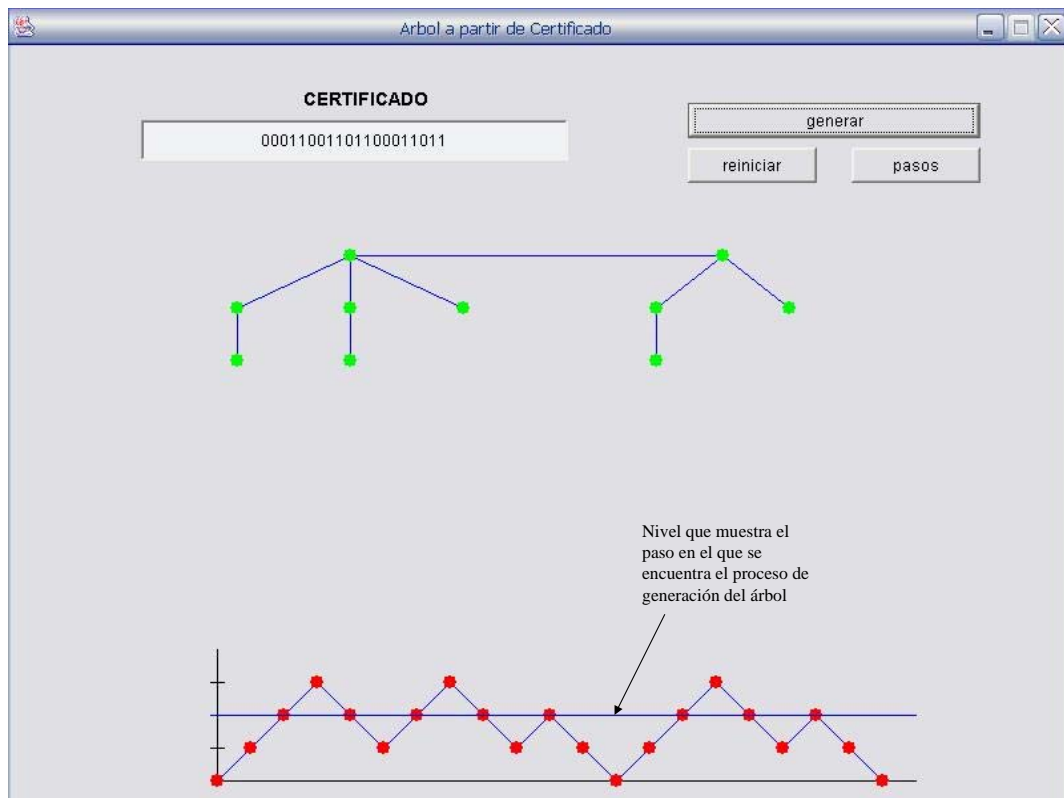 Arbol a partir de Certificado
CERTIFICADO
00011001101100011011
generar
reiniciar
pasos
Nivel que muestra el
paso en el que se
encuentra el proceso de
generación del árbol